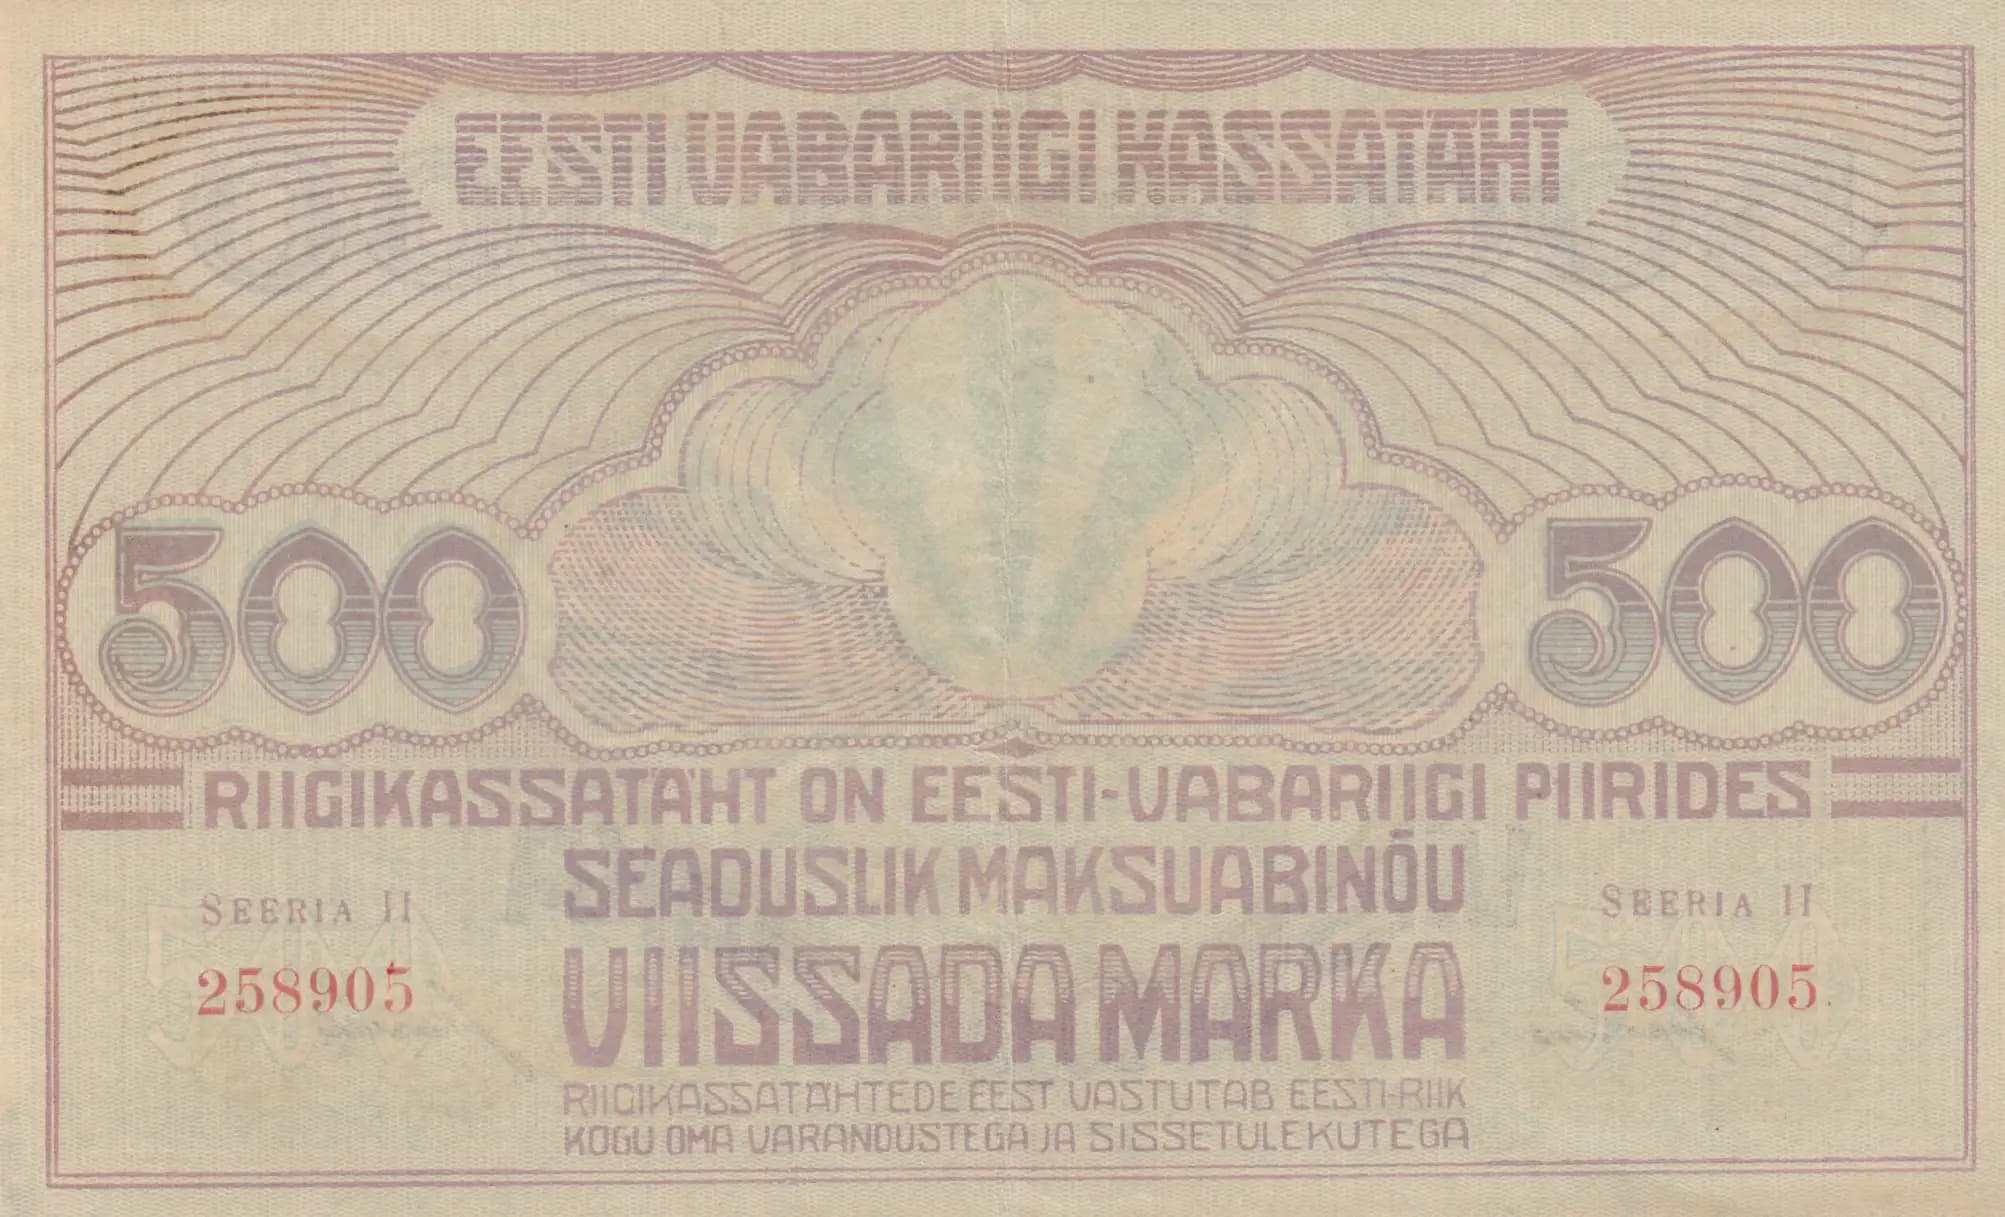 EESTI VABARIIGI KASSATÄHT
500 500
RIIGIKASSATÄHT ON EESTI-VABARIIGI PIIRIDES
SEADUSLIK MAKSUABINÕU
SEERIA II SEERIA II
258905 258905
VIISSADA MARKA
RIIGIKASSATÄHTEDE EEST VASTUTAB EESTI-RIIK
KOGU OMA VARANDUSTEGA JA SISSETULEKUTEGA